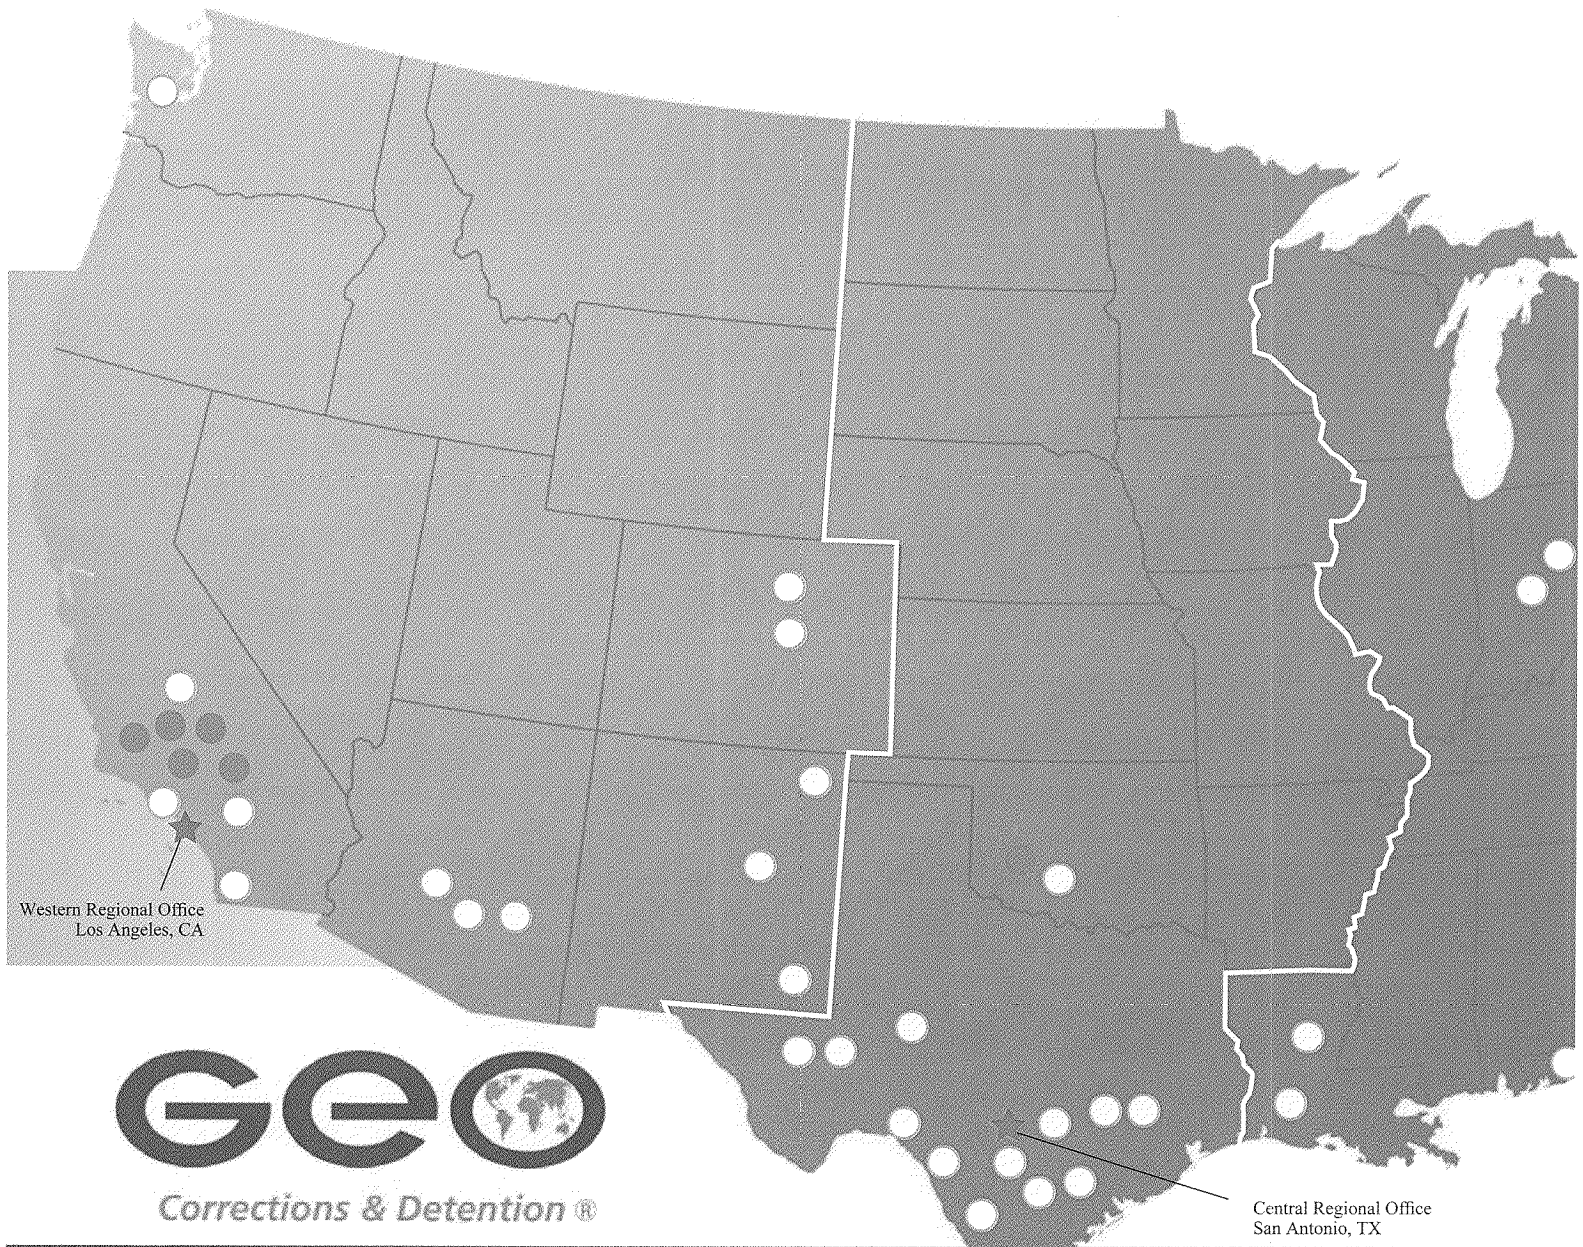 Western Regional Office
Los Angeles, CA
GEO
Corrections & Detention ®
Central Regional Office
San Antonio, TX